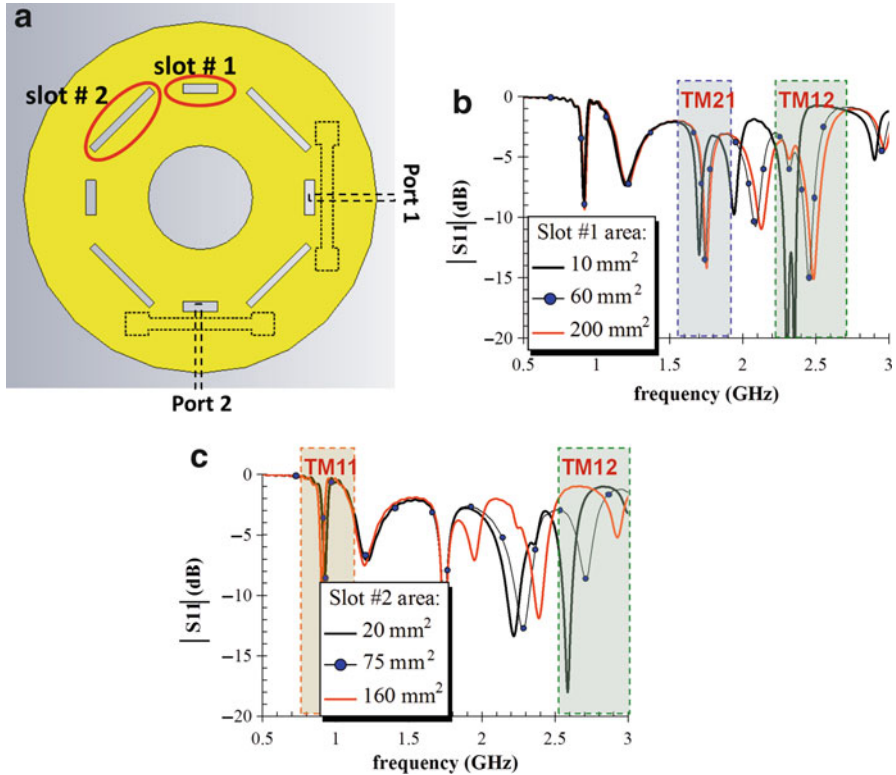 a
slot # 1
slot # 2
Port 1
Port 2
b
TM21
TM12
0
−5
−10
−15
−20
|S11| (dB)
Slot #1 area:
10 mm²
60 mm²
200 mm²
0.5
1
1.5
2
2.5
3
frequency (GHz)
c
TM11
TM12
0
−5
−10
−15
−20
|S11| (dB)
Slot #2 area:
20 mm²
75 mm²
160 mm²
0.5
1
1.5
2
2.5
3
frequency (GHz)